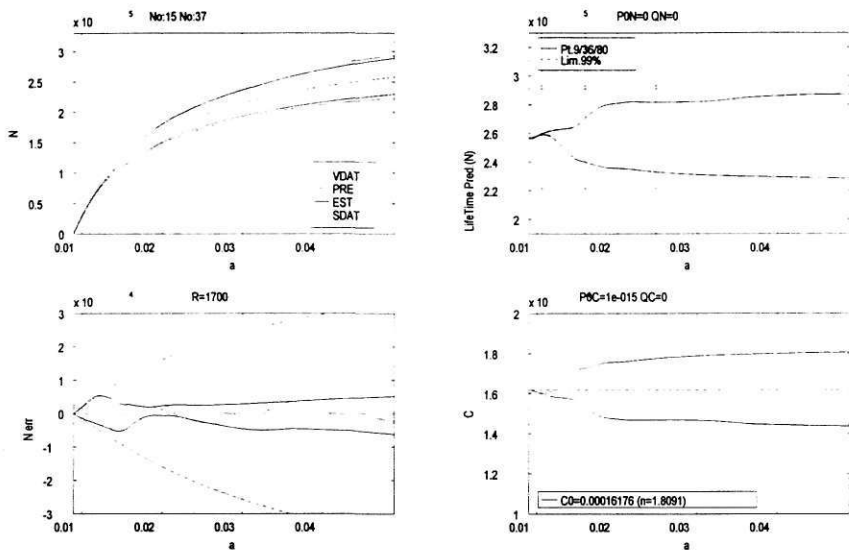 x 10
5
No:15 No:37
3
2.5
2
1.5
1
0.5
0
N
VDAT
PRE
EST
SDAT
0.01
0.02
0.03
0.04
a
x 10
5
P0N=0 QN=0
3.2
3
2.8
2.6
2.4
2.2
2
1.9
LifeTime Pred (N)
Pt.9/36/80
Lim.99%
0.01
0.02
0.03
0.04
a
x 10
4
R=1700
3
2
1
0
-1
-2
-3
N err
0.01
0.02
0.03
0.04
a
x 10
P0C=1e-015 QC=0
2
1.8
1.6
1.4
1.2
1
C
C0=0.00016176 (n=1.8091)
0.01
0.02
0.03
0.04
a